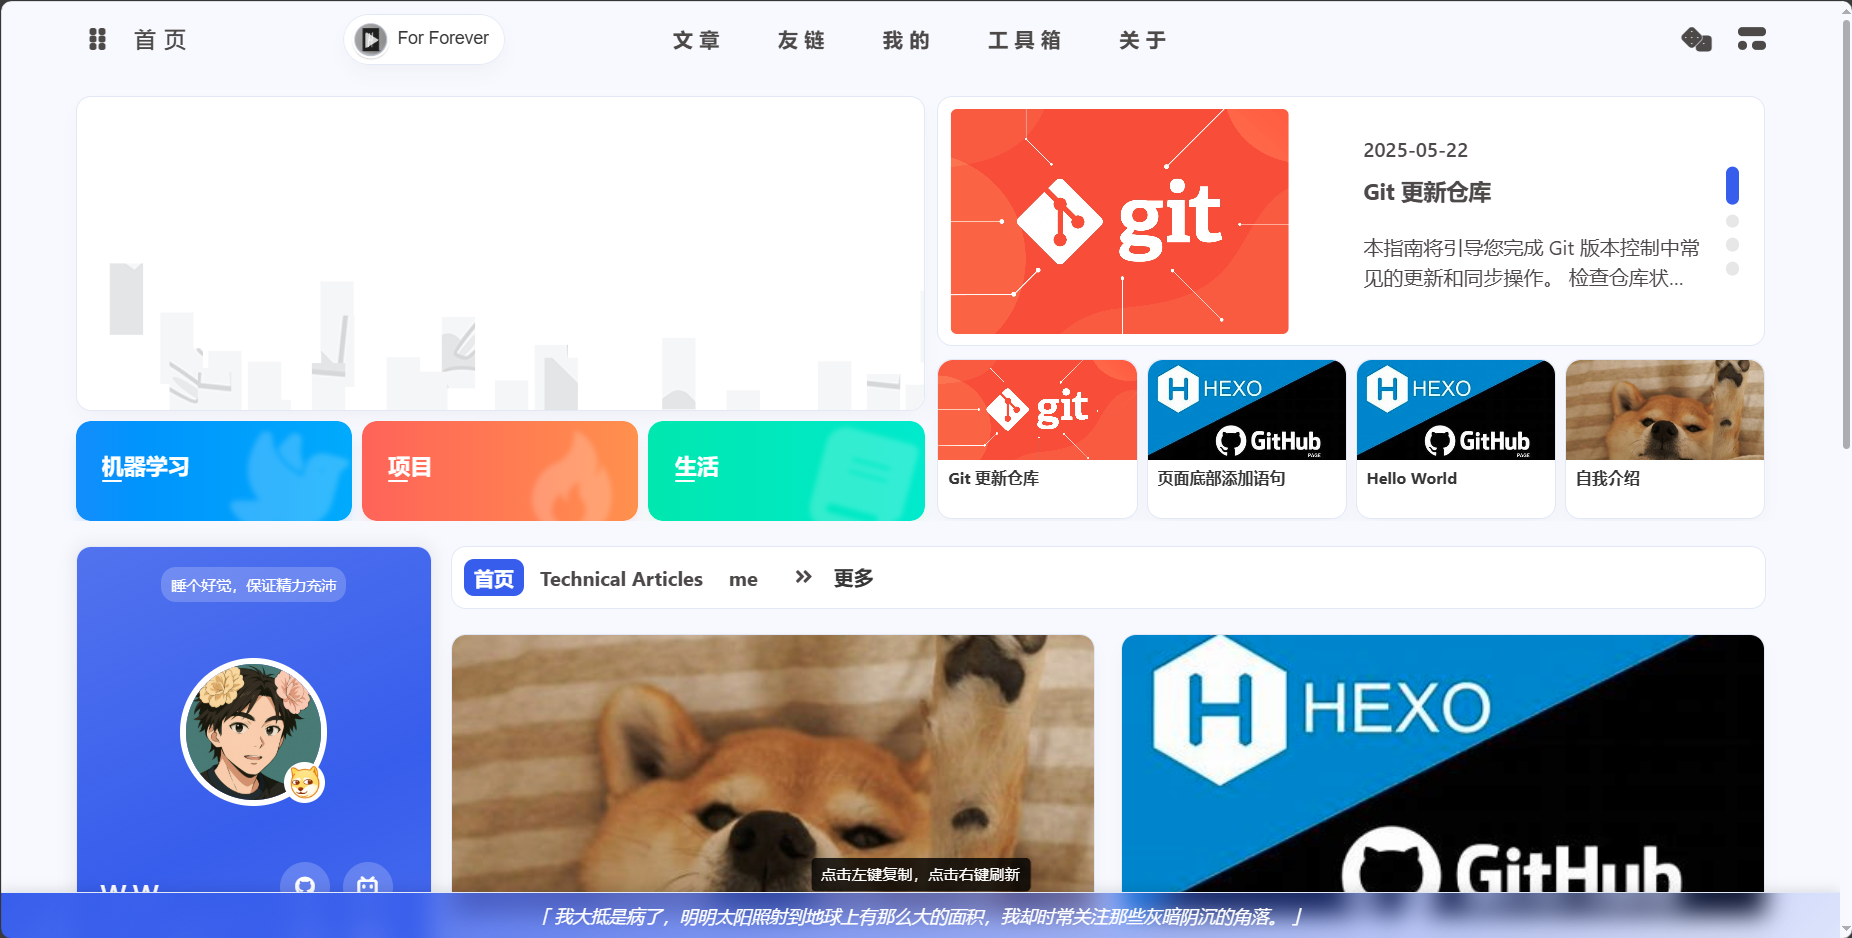 首页
For Forever
文章
友链
我的
工具箱
关于
git
2025-05-22
Git 更新仓库
本指南将引导您完成 Git 版本控制中常
见的更新和同步操作。 检查仓库状...
git
Git 更新仓库
HEXO
GitHub
PAGE
页面底部添加语句
HEXO
GitHub
PAGE
Hello World
自我介绍
机器学习
项目
生活
睡个好觉，保证精力充沛
首页
Technical Articles
me
更多
HEXO
GitHub
点击左键复制，点击右键刷新
「 我大抵是病了，明明太阳照射到地球上有那么大的面积，我却时常关注那些灰暗阴沉的角落。 」